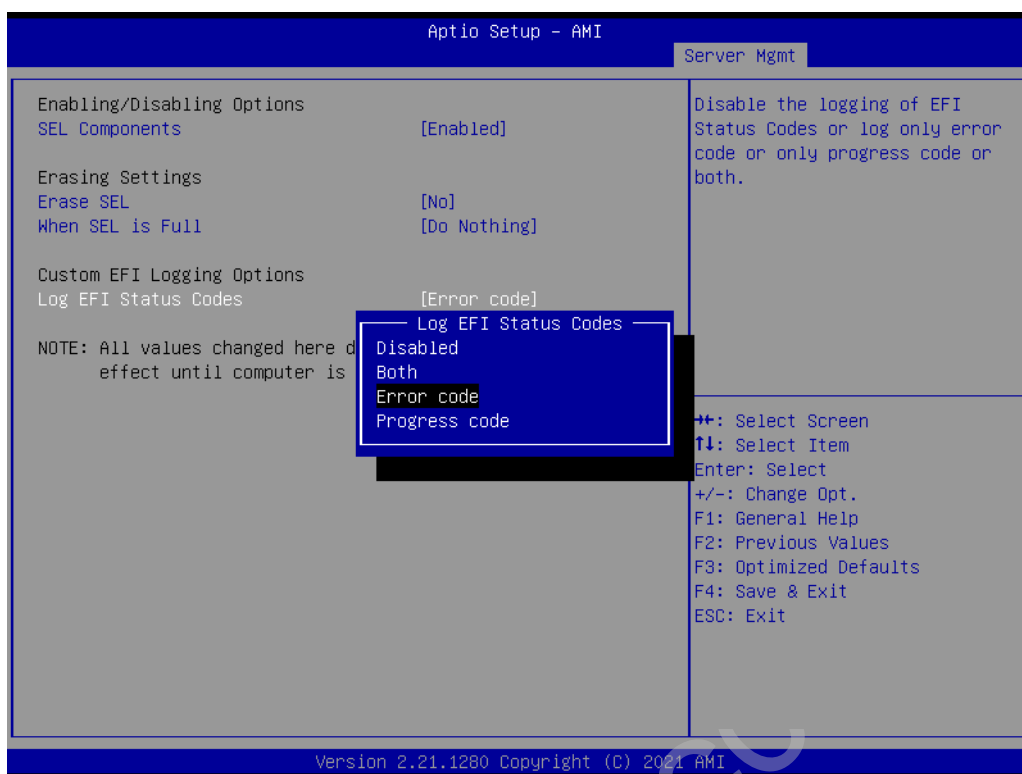 Aptio Setup – AMI
Server Mgmt
Enabling/Disabling Options
SEL Components [Enabled]
Erasing Settings
Erase SEL [No]
When SEL is Full [Do Nothing]
Custom EFI Logging Options
Log EFI Status Codes [Error code]
NOTE: All values changed here d
effect until computer is
Log EFI Status Codes
Disabled
Both
Error code
Progress code
Disable the logging of EFI
Status Codes or log only error
code or only progress code or
both.
→←: Select Screen
↑↓: Select Item
Enter: Select
+/-: Change Opt.
F1: General Help
F2: Previous Values
F3: Optimized Defaults
F4: Save & Exit
ESC: Exit
Version 2.21.1280 Copyright (C) 2021 AMI